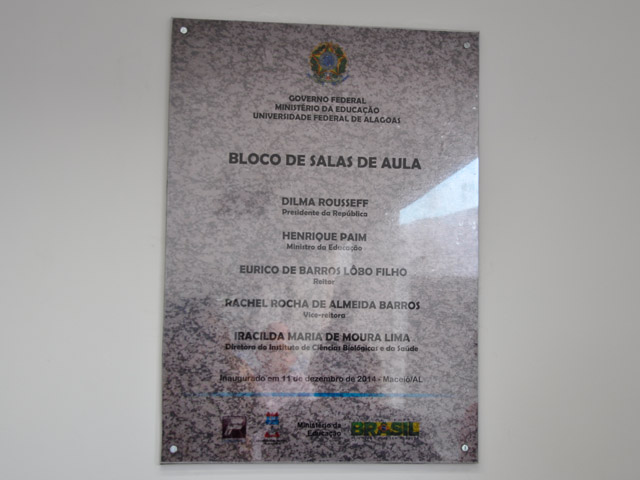 GOVERNO FEDERAL
MINISTÉRIO DA EDUCAÇÃO
UNIVERSIDADE FEDERAL DE ALAGOAS
BLOCO DE SALAS DE AULA
DILMA ROUSSEFF
Presidente da República
HENRIQUE PAIM
Ministro da Educação
EURICO DE BARROS LÔBO FILHO
Reitor
RACHEL ROCHA DE ALMEIDA BARROS
Vice-reitora
IRACILDA MARIA DE MOURA LIMA
Diretora do Instituto de Ciências Biológicas e da Saúde
Inaugurado em 11 de dezembro de 2014 - Maceió/AL
Ministério da
Educação
BRASIL